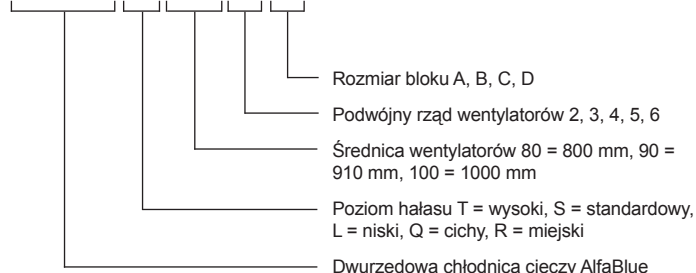 Rozmiar bloku A, B, C, D
Podwójny rząd wentylatorów 2, 3, 4, 5, 6
Średnica wentylatorów 80 = 800 mm, 90 =
910 mm, 100 = 1000 mm
Poziom hałasu T = wysoki, S = standardowy,
L = niski, Q = cichy, R = miejski
Dwurzędowa chłodnica cieczy AlfaBlue